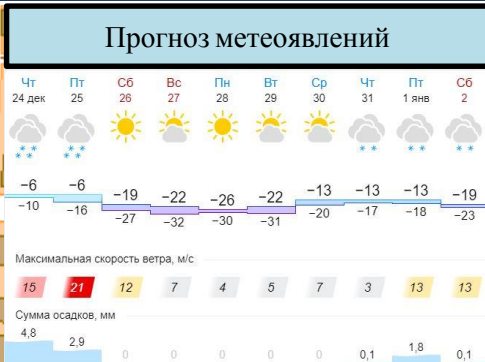 Прогноз метеоявлений
Чт Пт Сб Вс Пн Вт Ср Чт Пт Сб
24 дек 25 26 27 28 29 30 31 1 янв 2
−6 −6 −19 −22 −26 −22 −13 −13 −13 −19
−10 −16 −27 −32 −30 −31 −20 −17 −18 −23
Максимальная скорость ветра, м/с
15 21 12 7 4 5 7 3 13 13
Сумма осадков, мм
4,8 2,9 0 0 0 0 0 0,1 1,8 0,1